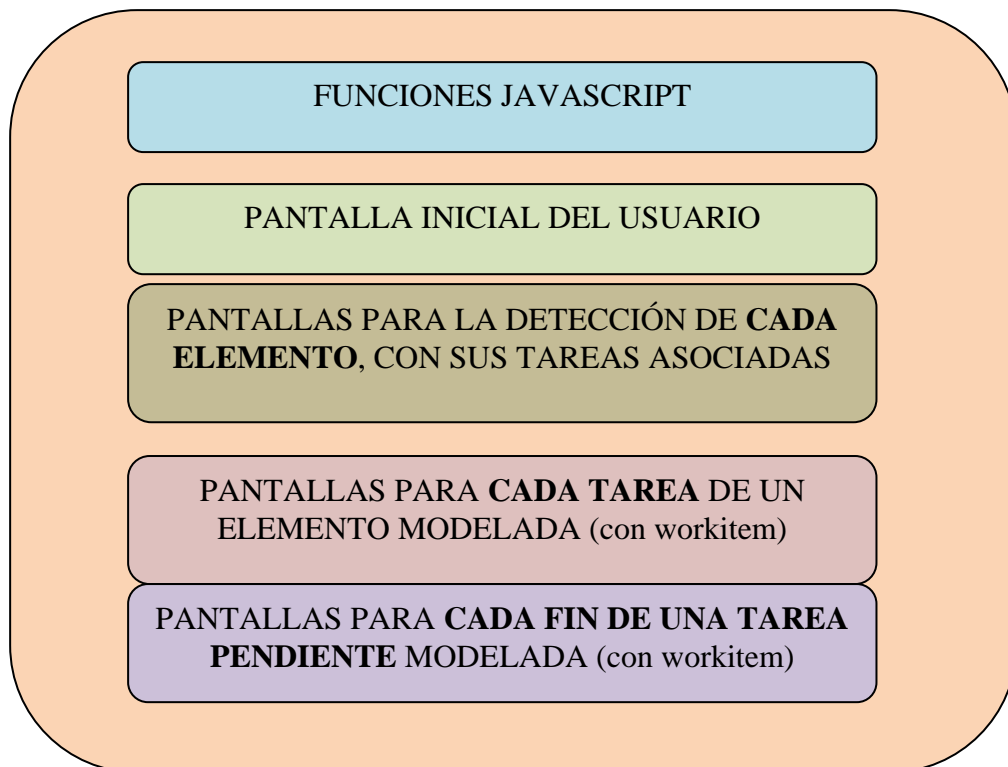 FUNCIONES JAVASCRIPT
PANTALLA INICIAL DEL USUARIO
PANTALLAS PARA LA DETECCIÓN DE CADA
ELEMENTO, CON SUS TAREAS ASOCIADAS
PANTALLAS PARA CADA TAREA DE UN
ELEMENTO MODELADA (con workitem)
PANTALLAS PARA CADA FIN DE UNA TAREA
PENDIENTE MODELADA (con workitem)